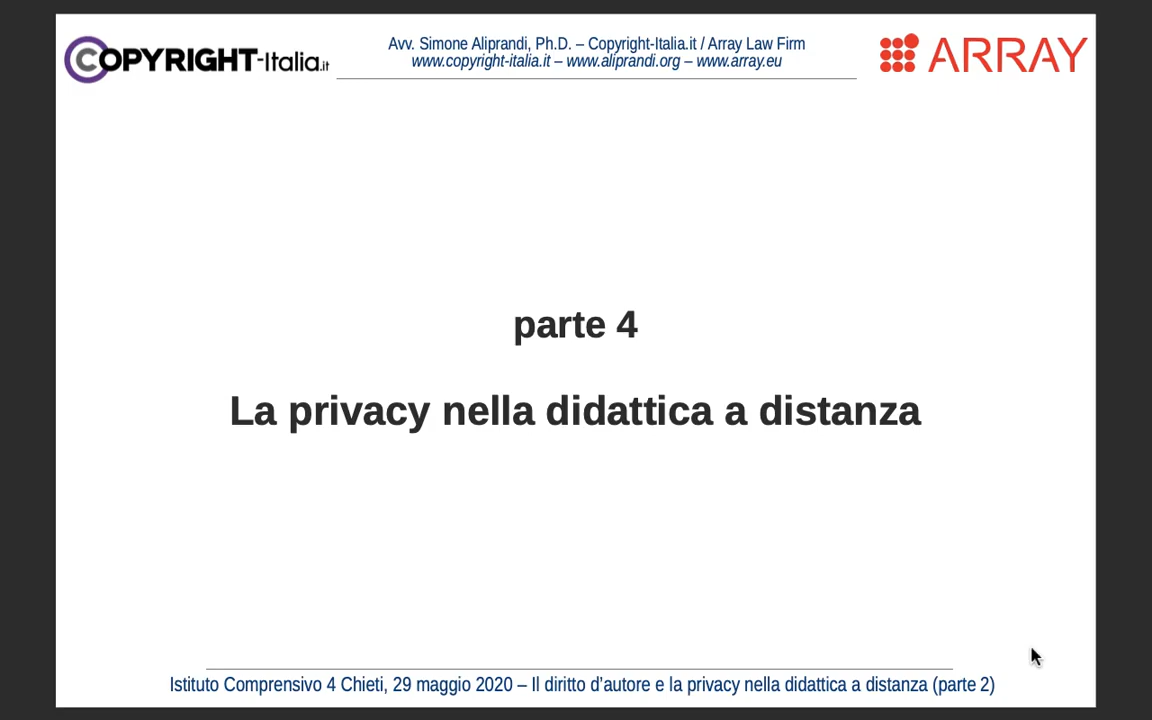 COPYRIGHT-Italia.it
Avv. Simone Aliprandi, Ph.D. – Copyright-Italia.it / Array Law Firm
www.copyright-italia.it – www.aliprandi.org – www.array.eu
ARRAY
parte 4
La privacy nella didattica a distanza
Istituto Comprensivo 4 Chieti, 29 maggio 2020 – Il diritto d’autore e la privacy nella didattica a distanza (parte 2)